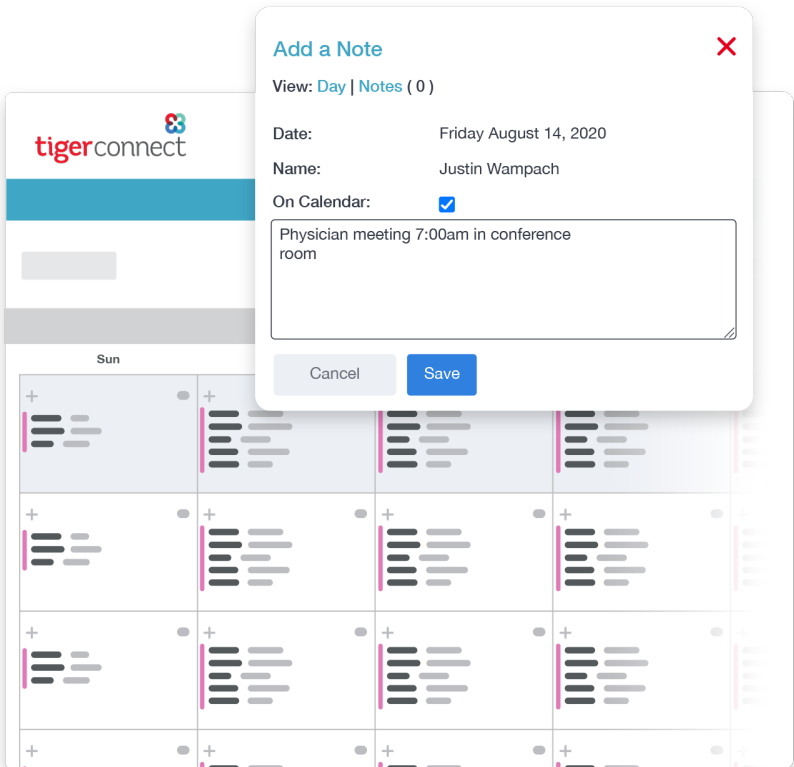 Add a Note
View: Day | Notes ( 0 )
tigerconnect
Date: Friday August 14, 2020
Name: Justin Wampach
On Calendar:
Physician meeting 7:00am in conference
room
Cancel Save
Sun